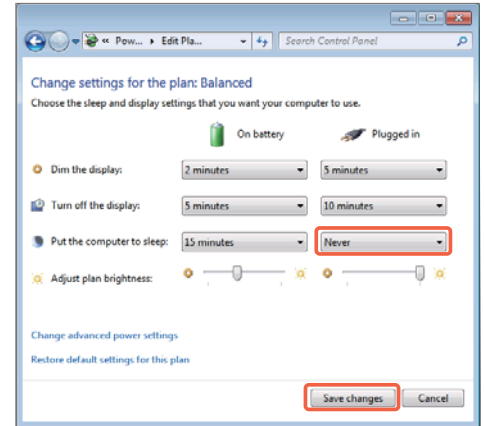 « Pow... ▸ Edit Pla... Search Control Panel
Change settings for the plan: Balanced
Choose the sleep and display settings that you want your computer to use.
On battery Plugged in
Dim the display: 2 minutes 5 minutes
Turn off the display: 5 minutes 10 minutes
Put the computer to sleep: 15 minutes Never
Adjust plan brightness:
Change advanced power settings
Restore default settings for this plan
Save changes Cancel